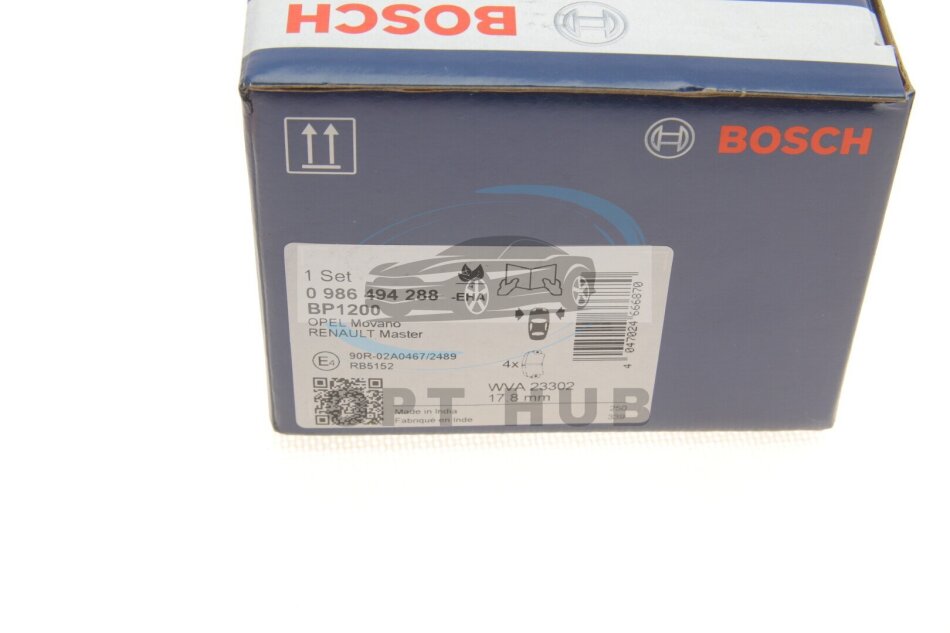 BOSCH
BOSCH
1 Set
0 986 494 288 -EHA
BP1200
OPEL Movano
RENAULT Master
E4 90R-02A0467/2489
RB5152
4x
WVA 23302
17,8 mm
Made in India
Fabriqué en Inde
250
4 047024 666870
OPT HUB